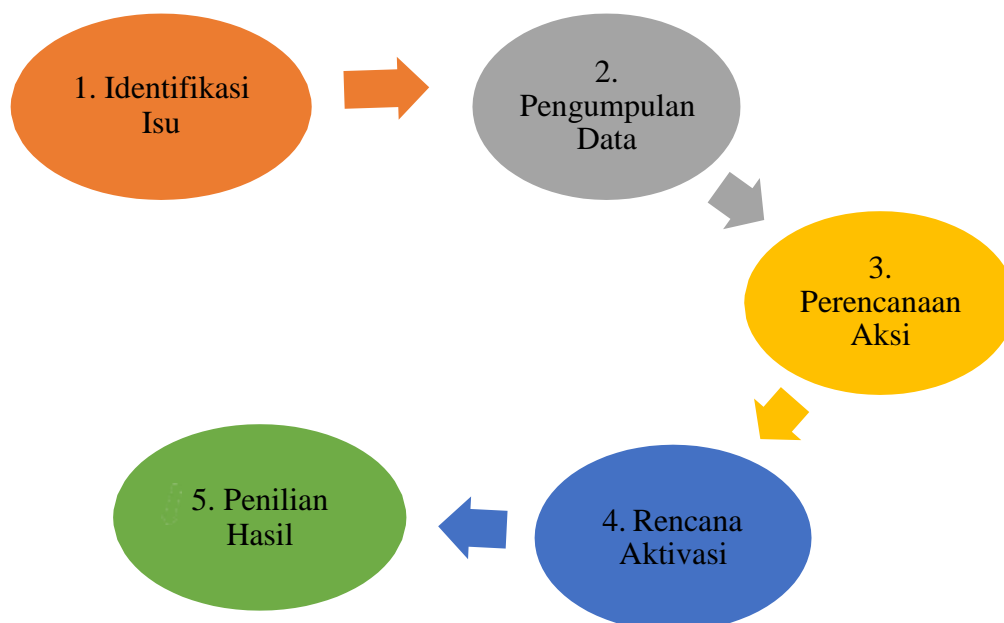 1. Identifikasi
Isu
2.
Pengumpulan
Data
3.
Perencanaan
Aksi
4. Rencana
Aktivasi
5. Penilian
Hasil